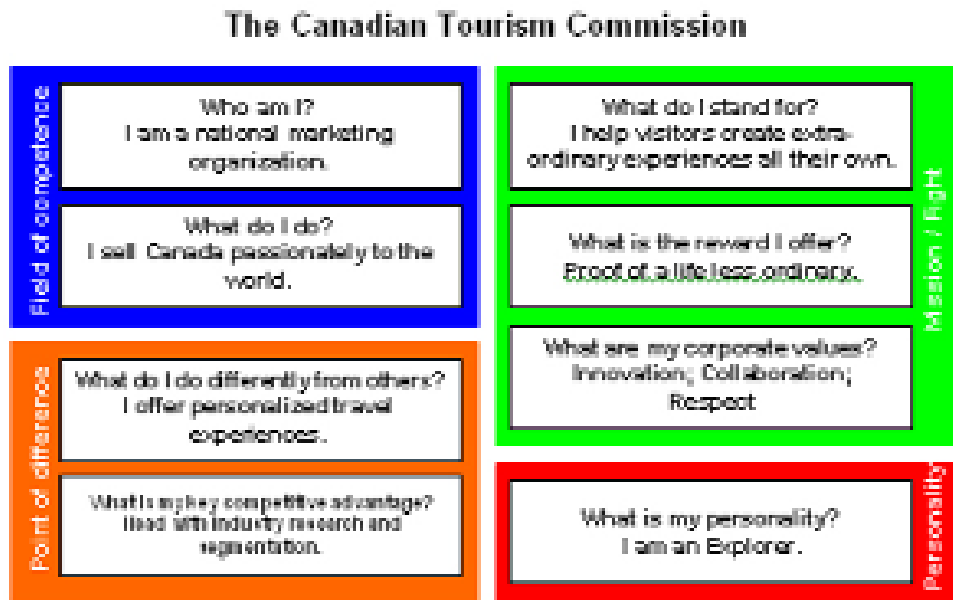 The Canadian Tourism Commission
Field of competence
Who am I?
I am a national marketing
organization.
What do I do?
I sell Canada passionately to the
world.
Point of difference
What do I do differently from others?
I offer personalized travel
experiences.
What is my key competitive advantage?
I lead with industry research and
segmentation.
Mission / Fight
What do I stand for?
I help visitors create extra-
ordinary experiences all their own.
What is the reward I offer?
Proof of a life less ordinary.
What are my corporate values?
Innovation; Collaboration;
Respect
Personality
What is my personality?
I am an Explorer.